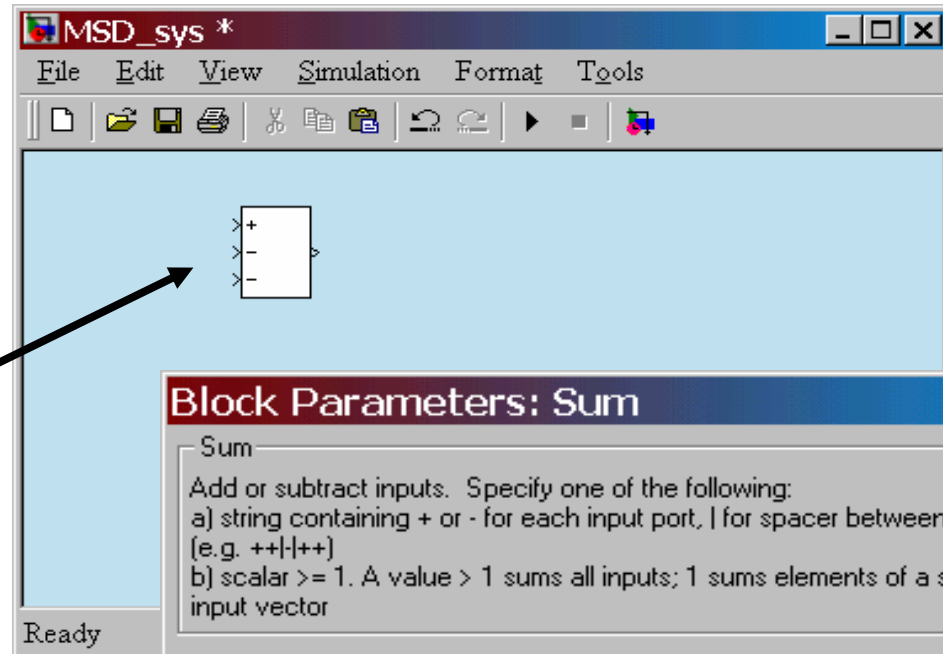 MSD_sys *
File Edit View Simulation Format Tools
+
-
-
Block Parameters: Sum
Sum
Add or subtract inputs. Specify one of the following:
a) string containing + or - for each input port, | for spacer between
(e.g. ++|-|++)
b) scalar >= 1. A value > 1 sums all inputs; 1 sums elements of a s
input vector
Ready